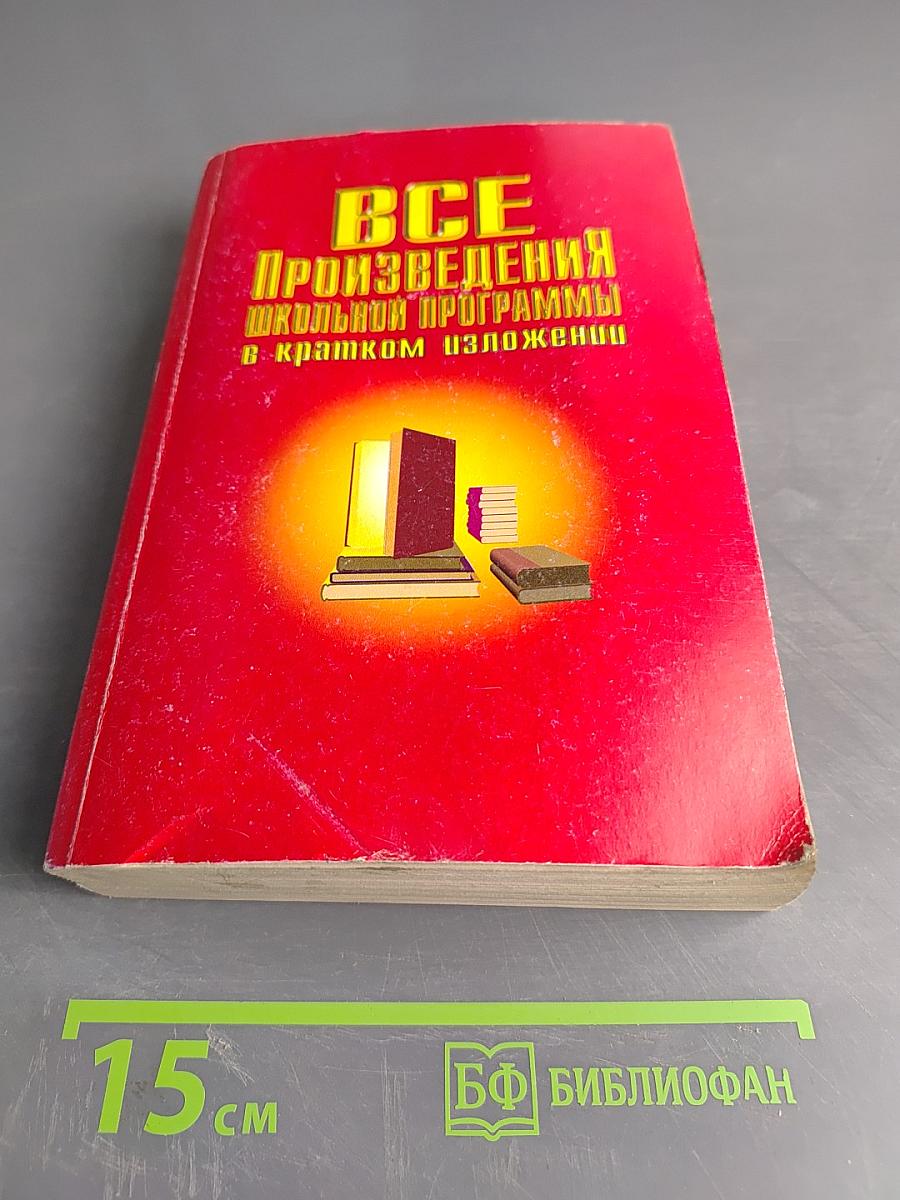 ВСЕ
ПРОИЗВЕДЕНИЯ
ШКОЛЬНОЙ ПРОГРАММЫ
в кратком изложении
15 см
БФ БИБЛИОФАН